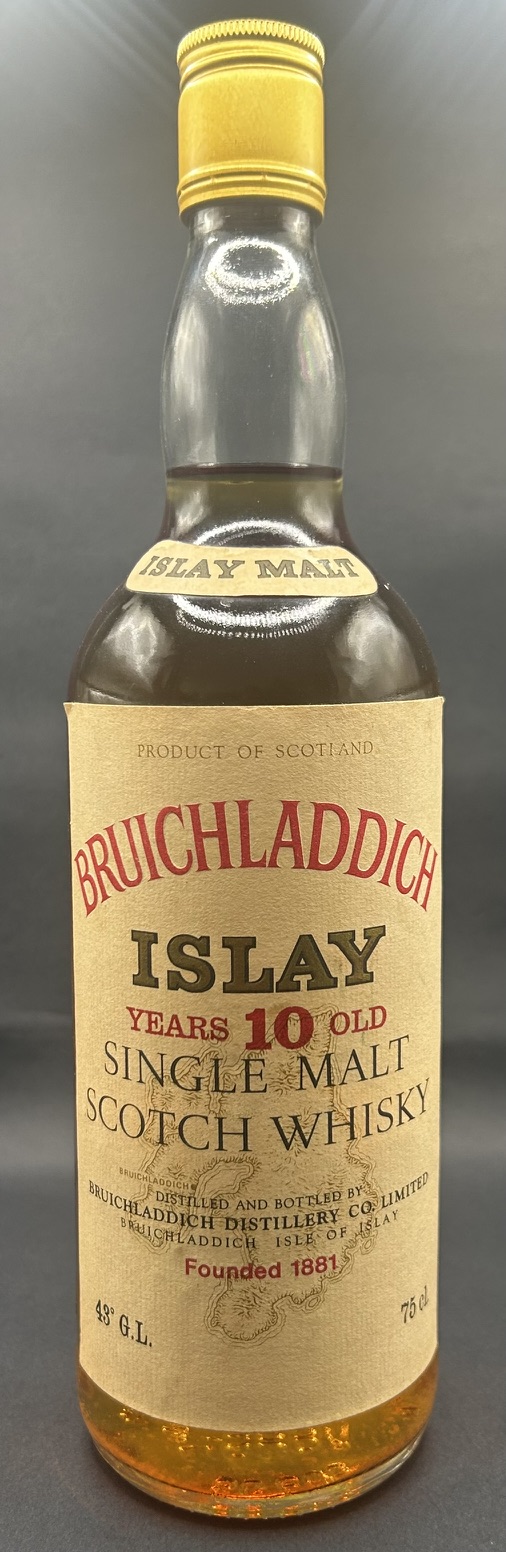 ISLAY MALT
PRODUCT OF SCOTLAND
BRUICHLADDICH
ISLAY
YEARS 10 OLD
SINGLE MALT
SCOTCH WHISKY
BRUICHLADDICH
DISTILLED AND BOTTLED BY
BRUICHLADDICH DISTILLERY CO. LIMITED
BRUICHLADDICH ISLE OF ISLAY
Founded 1881
43° G.L.
75 cl.